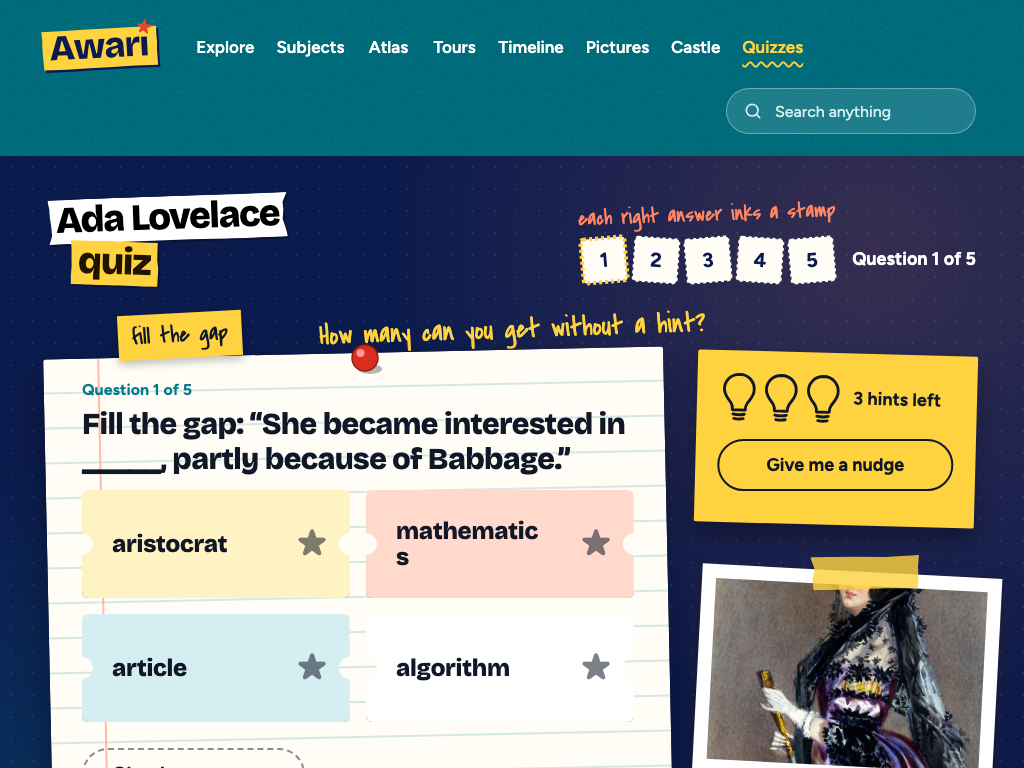 Awari
Explore Subjects Atlas Tours Timeline Pictures Castle Quizzes
Search anything
Ada Lovelace
quiz
each right answer inks a stamp
1 2 3 4 5 Question 1 of 5
fill the gap
How many can you get without a hint?
Question 1 of 5
Fill the gap: “She became interested in
_____, partly because of Babbage.”
3 hints left
Give me a nudge
aristocrat
mathematic
s
article
algorithm